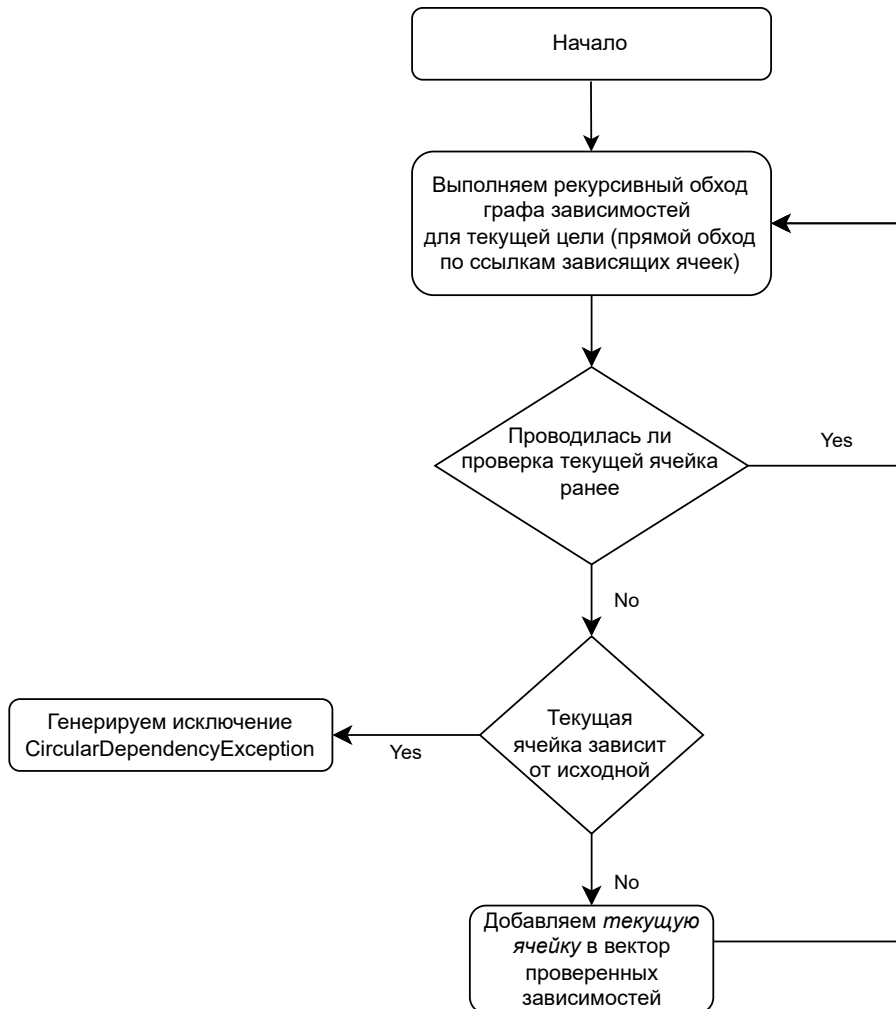 Начало
Выполняем рекурсивный обход
графа зависимостей
для текущей цели (прямой обход
по ссылкам зависящих ячеек)
Проводилась ли
проверка текущей ячейка
ранее
Yes
No
Текущая
ячейка зависит
от исходной
Yes
Генерируем исключение
CircularDependencyException
No
Добавляем текущую
ячейку в вектор
проверенных
зависимостей